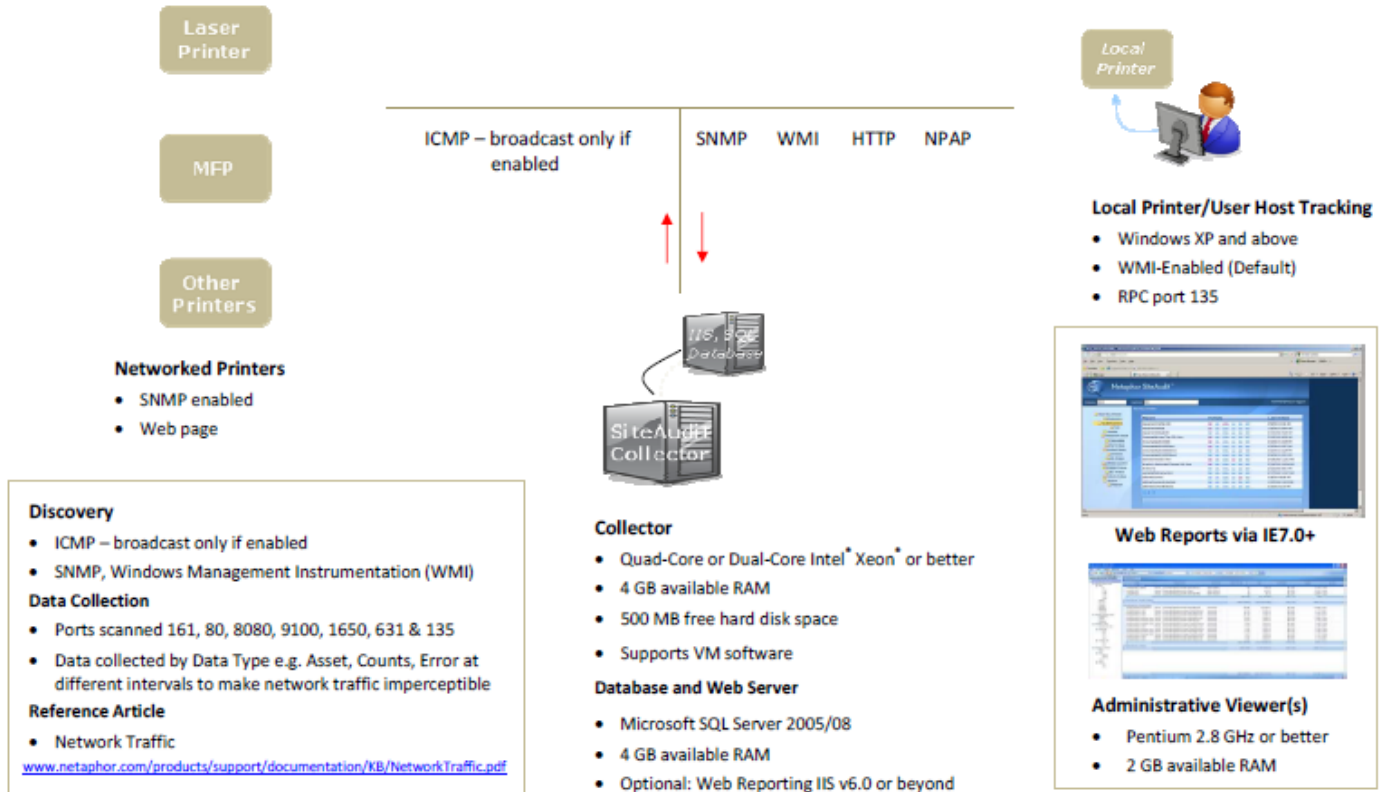 Laser
Printer
MFP
Other
Printers
Networked Printers
• SNMP enabled
• Web page
ICMP – broadcast only if
enabled
SNMP WMI HTTP NPAP
IIS, SQL
Database
SiteAudit
Collector
Local
Printer
Local Printer/User Host Tracking
• Windows XP and above
• WMI-Enabled (Default)
• RPC port 135
Discovery
• ICMP – broadcast only if enabled
• SNMP, Windows Management Instrumentation (WMI)
Data Collection
• Ports scanned 161, 80, 8080, 9100, 1650, 631 & 135
• Data collected by Data Type e.g. Asset, Counts, Error at
different intervals to make network traffic imperceptible
Reference Article
• Network Traffic
www.netaphor.com/products/support/documentation/KB/NetworkTraffic.pdf
Collector
• Quad-Core or Dual-Core Intel® Xeon® or better
• 4 GB available RAM
• 500 MB free hard disk space
• Supports VM software
Database and Web Server
• Microsoft SQL Server 2005/08
• 4 GB available RAM
• Optional: Web Reporting IIS v6.0 or beyond
Netaphor SiteAudit™
Web Reports via IE7.0+
Administrative Viewer(s)
• Pentium 2.8 GHz or better
• 2 GB available RAM